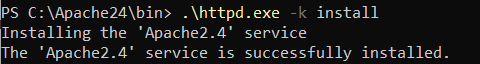 PS C:\Apache24\bin> .\httpd.exe -k install
Installing the 'Apache2.4' service
The 'Apache2.4' service is successfully installed.